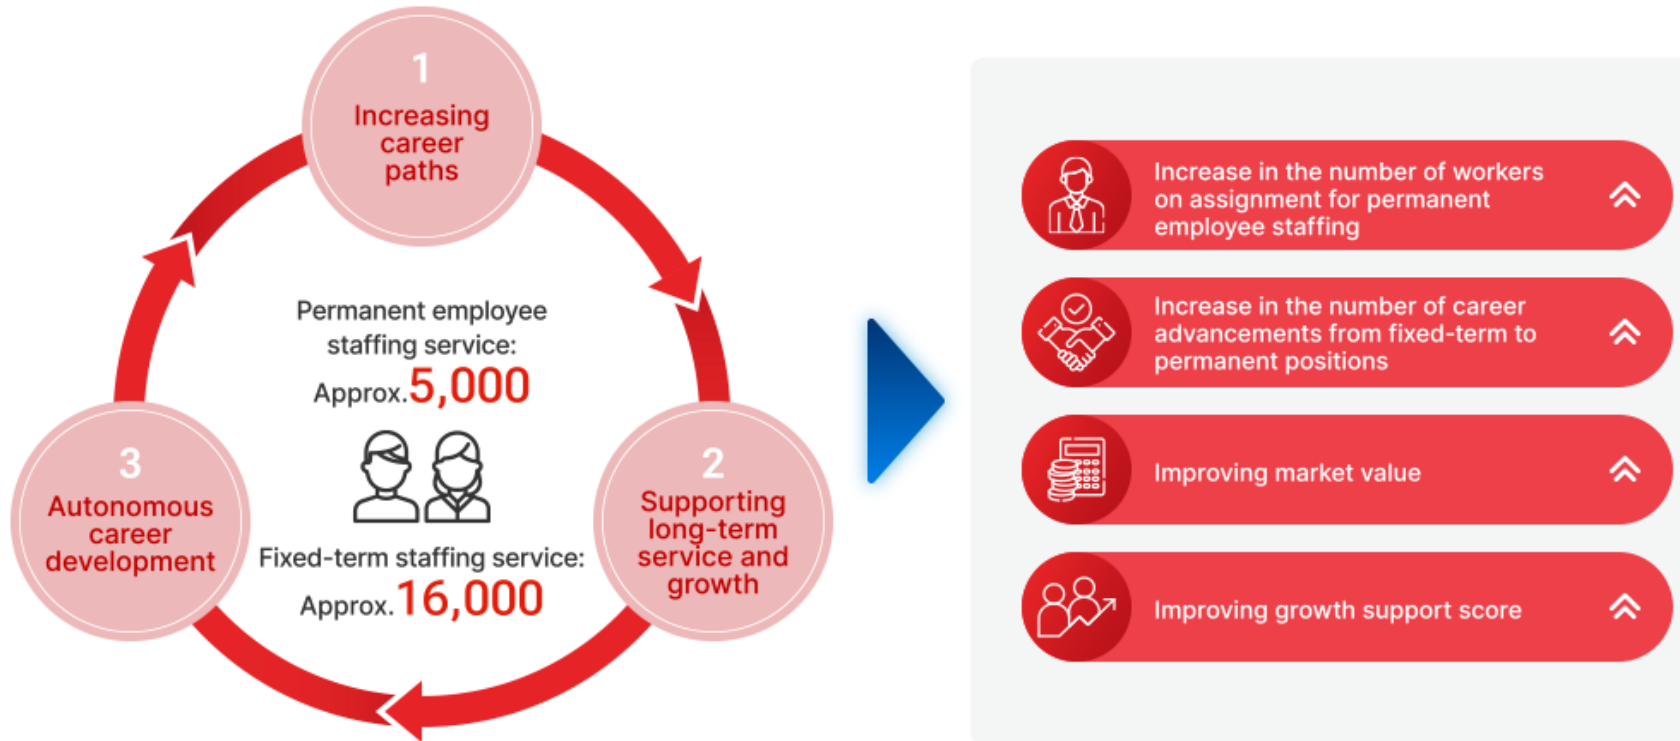 1
Increasing
career
paths
Permanent employee
staffing service:
Approx.5,000
3
Autonomous
career
development
2
Supporting
long-term
service and
growth
Fixed-term staffing service:
Approx.16,000
Increase in the number of workers
on assignment for permanent
employee staffing
Increase in the number of career
advancements from fixed-term to
permanent positions
Improving market value
Improving growth support score